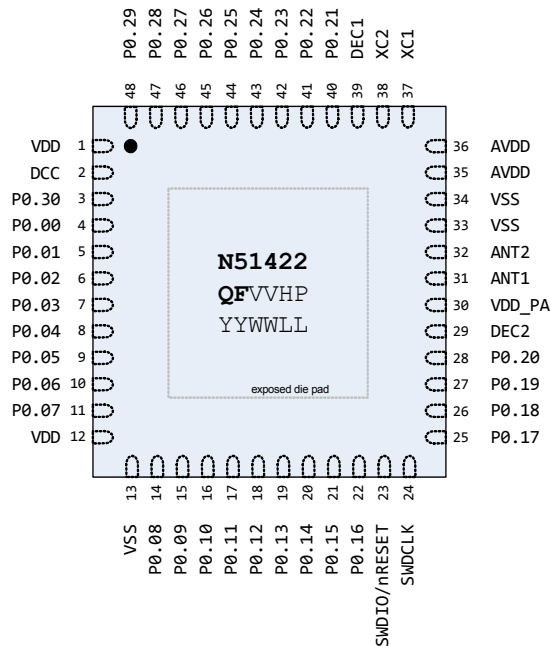 P0.29 P0.28 P0.27 P0.26 P0.25 P0.24 P0.23 P0.22 P0.21 DEC1 XC2 XC1
48 47 46 45 44 43 42 41 40 39 38 37
VDD 1
DCC 2
P0.30 3
P0.00 4
P0.01 5
P0.02 6
P0.03 7
P0.04 8
P0.05 9
P0.06 10
P0.07 11
VDD 12
N51422
QFVVHP
YYWWLL
exposed die pad
36 AVDD
35 AVDD
34 VSS
33 VSS
32 ANT2
31 ANT1
30 VDD_PA
29 DEC2
28 P0.20
27 P0.19
26 P0.18
25 P0.17
13 14 15 16 17 18 19 20 21 22 23 24
VSS P0.08 P0.09 P0.10 P0.11 P0.12 P0.13 P0.14 P0.15 P0.16 SWDIO/nRESET SWDCLK